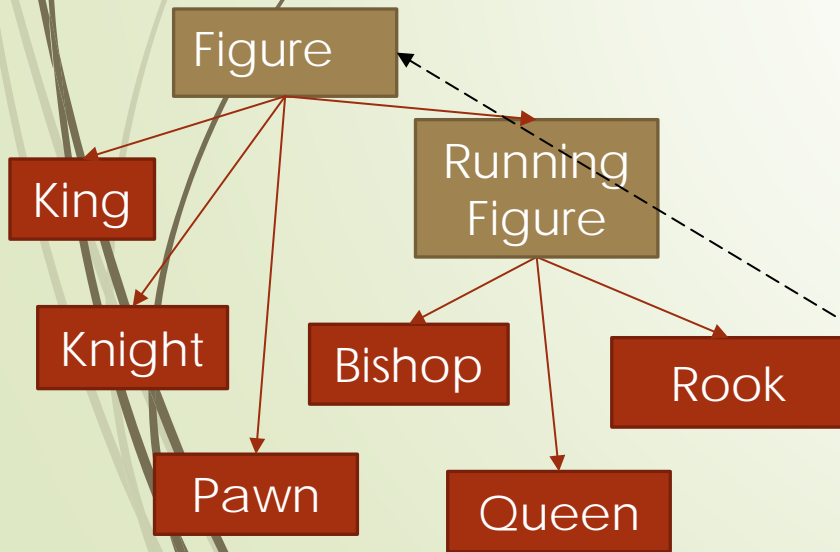 Figure
Running
Figure
King
Knight
Bishop
Rook
Pawn
Queen